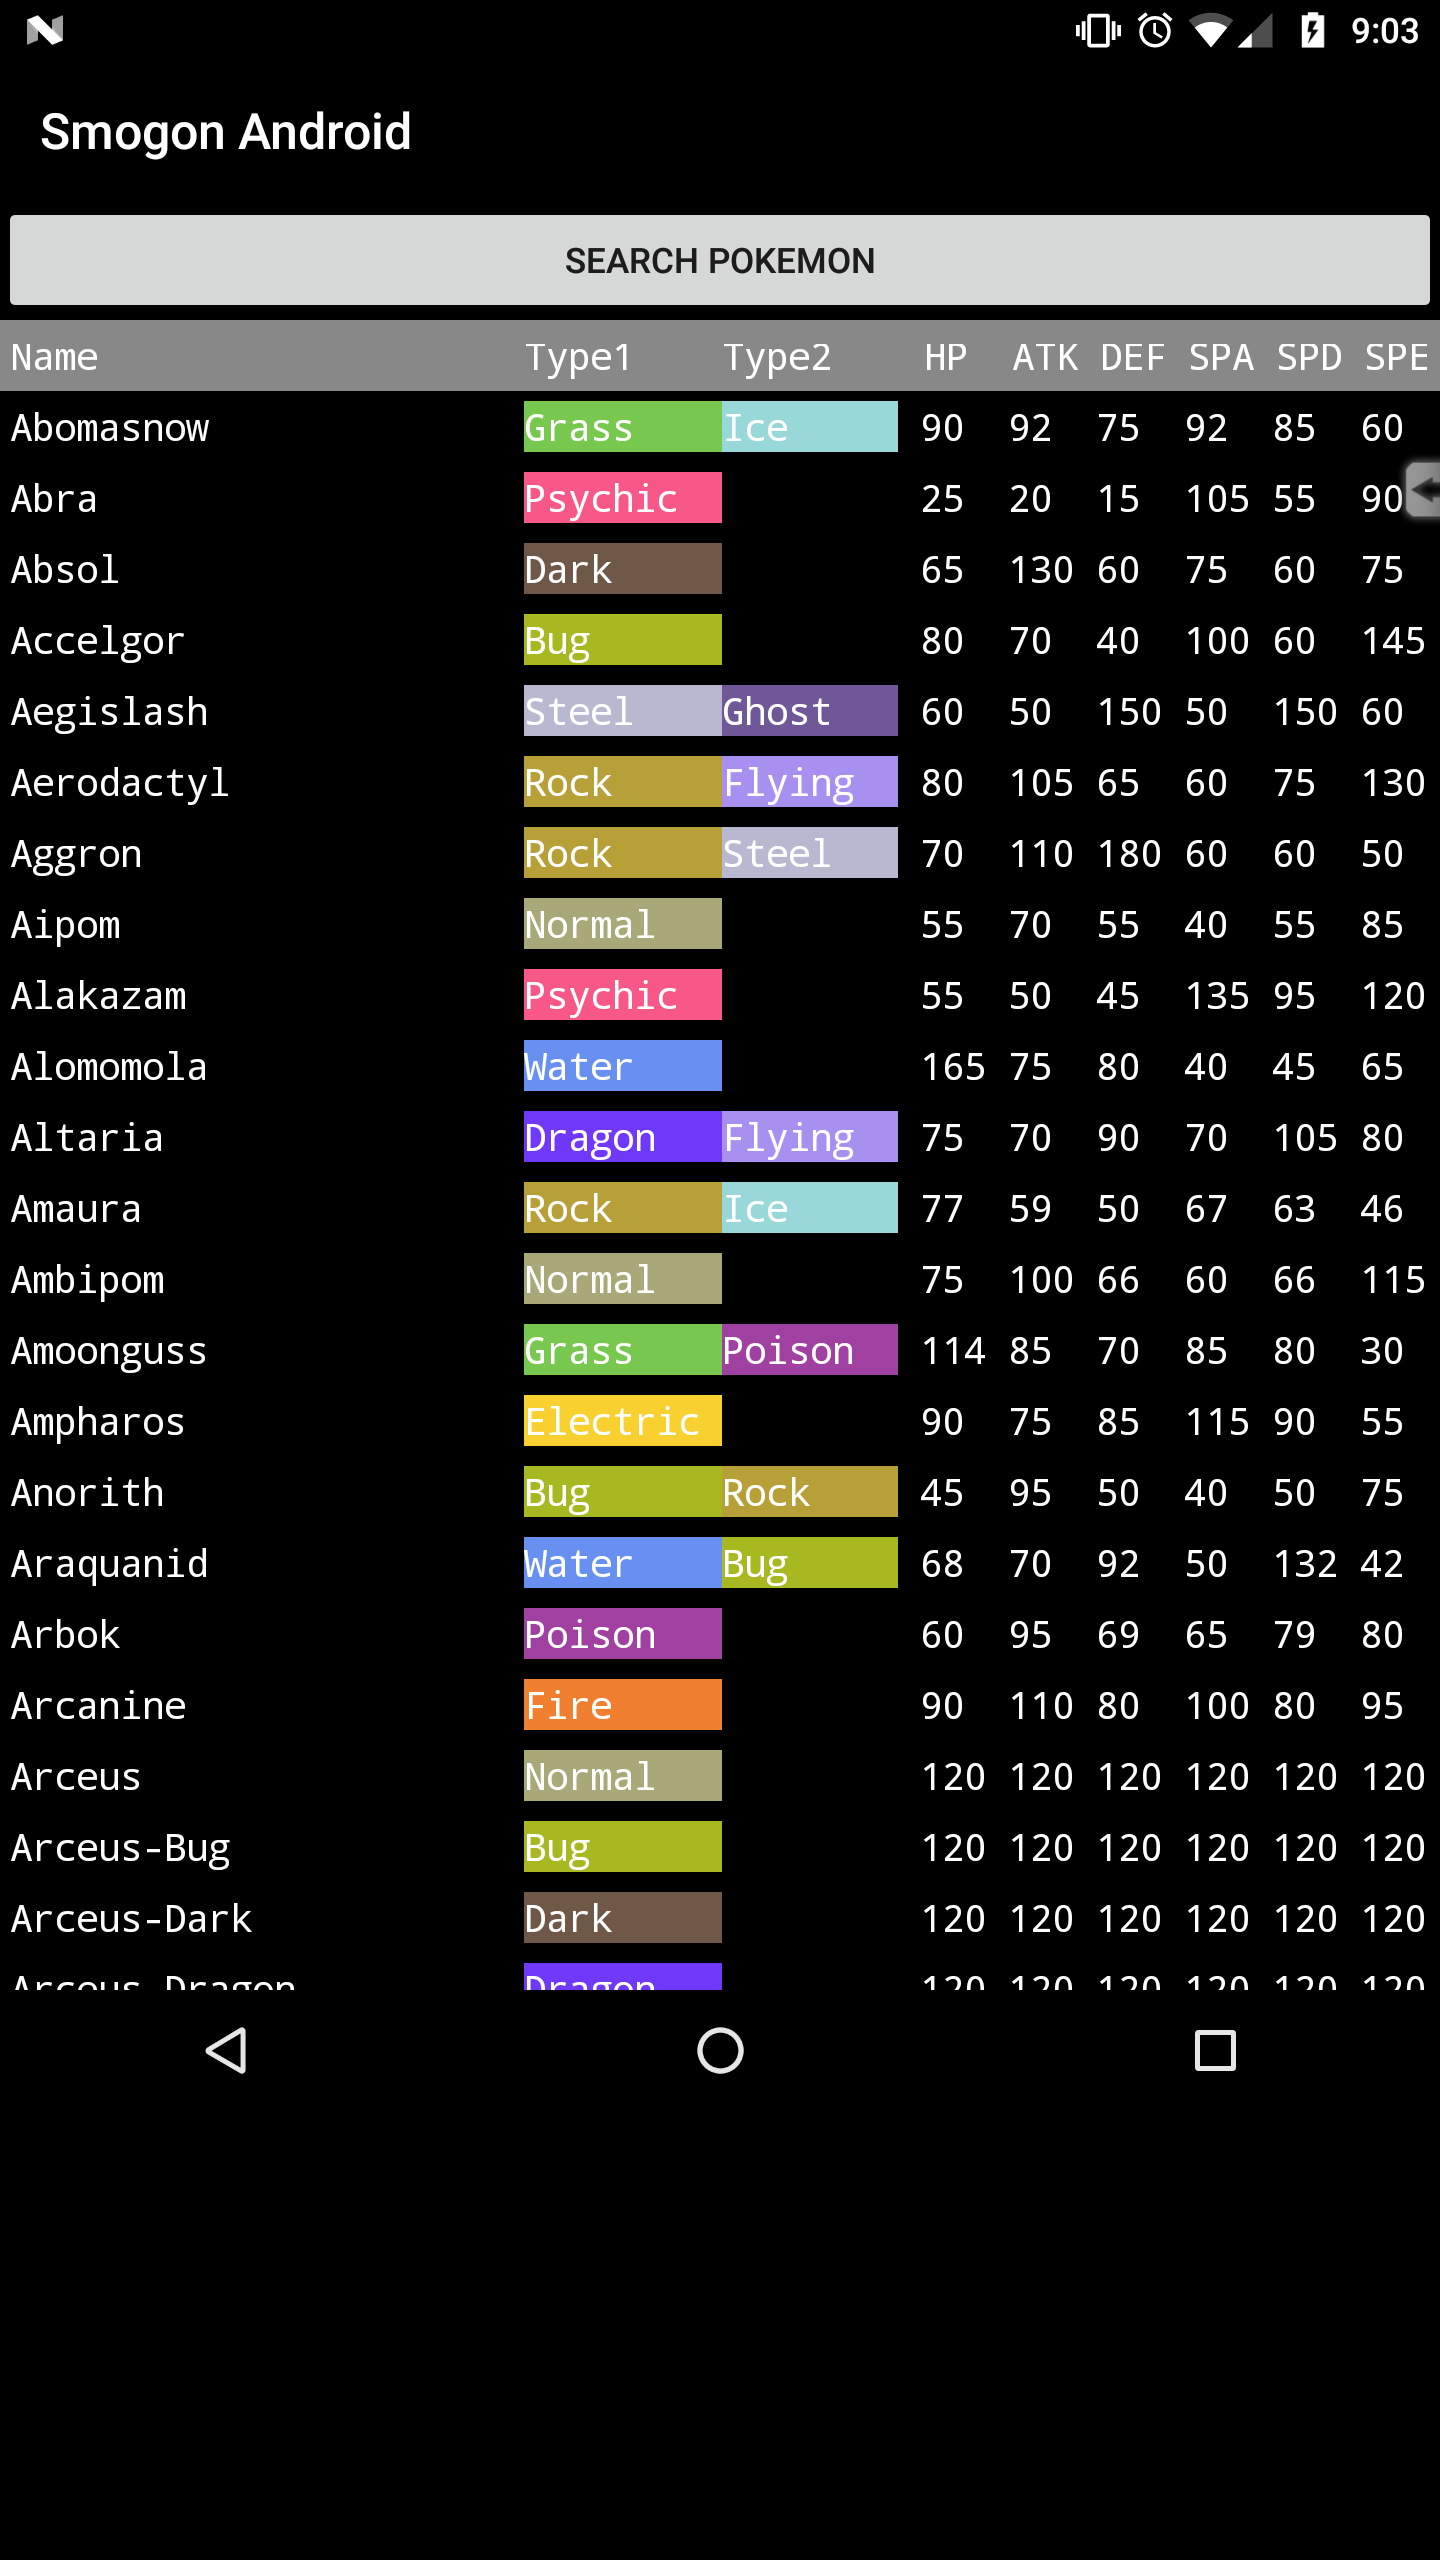 9:03
Smogon Android
SEARCH POKEMON
Name Type1 Type2 HP ATK DEF SPA SPD SPE
Abomasnow Grass Ice 90 92 75 92 85 60
Abra Psychic 25 20 15 105 55 90
Absol Dark 65 130 60 75 60 75
Accelgor Bug 80 70 40 100 60 145
Aegislash Steel Ghost 60 50 150 50 150 60
Aerodactyl Rock Flying 80 105 65 60 75 130
Aggron Rock Steel 70 110 180 60 60 50
Aipom Normal 55 70 55 40 55 85
Alakazam Psychic 55 50 45 135 95 120
Alomomola Water 165 75 80 40 45 65
Altaria Dragon Flying 75 70 90 70 105 80
Amaura Rock Ice 77 59 50 67 63 46
Ambipom Normal 75 100 66 60 66 115
Amoonguss Grass Poison 114 85 70 85 80 30
Ampharos Electric 90 75 85 115 90 55
Anorith Bug Rock 45 95 50 40 50 75
Araquanid Water Bug 68 70 92 50 132 42
Arbok Poison 60 95 69 65 79 80
Arcanine Fire 90 110 80 100 80 95
Arceus Normal 120 120 120 120 120 120
Arceus-Bug Bug 120 120 120 120 120 120
Arceus-Dark Dark 120 120 120 120 120 120
Arceus-Dragon Dragon 120 120 120 120 120 120